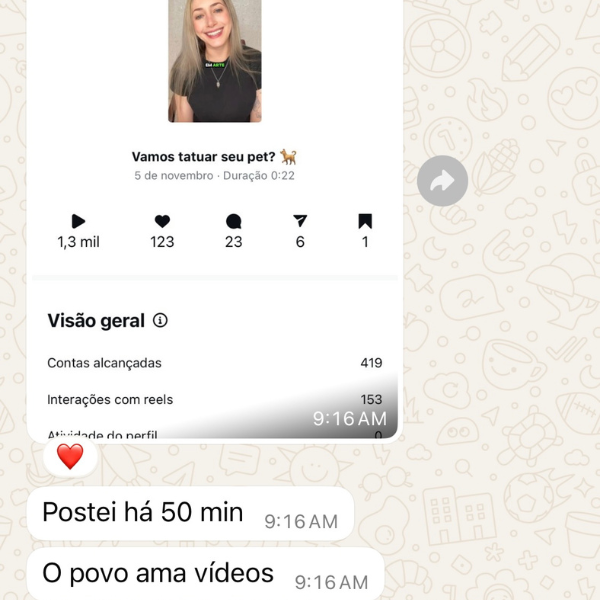 Vamos tatuar seu pet? 🐕
5 de novembro · Duração 0:22
1,3 mil 123 23 6 1
Visão geral
Contas alcançadas 419
Interações com reels 153
9:16 AM
Atividade do perfil 0
Postei há 50 min 9:16 AM
O povo ama vídeos 9:16 AM